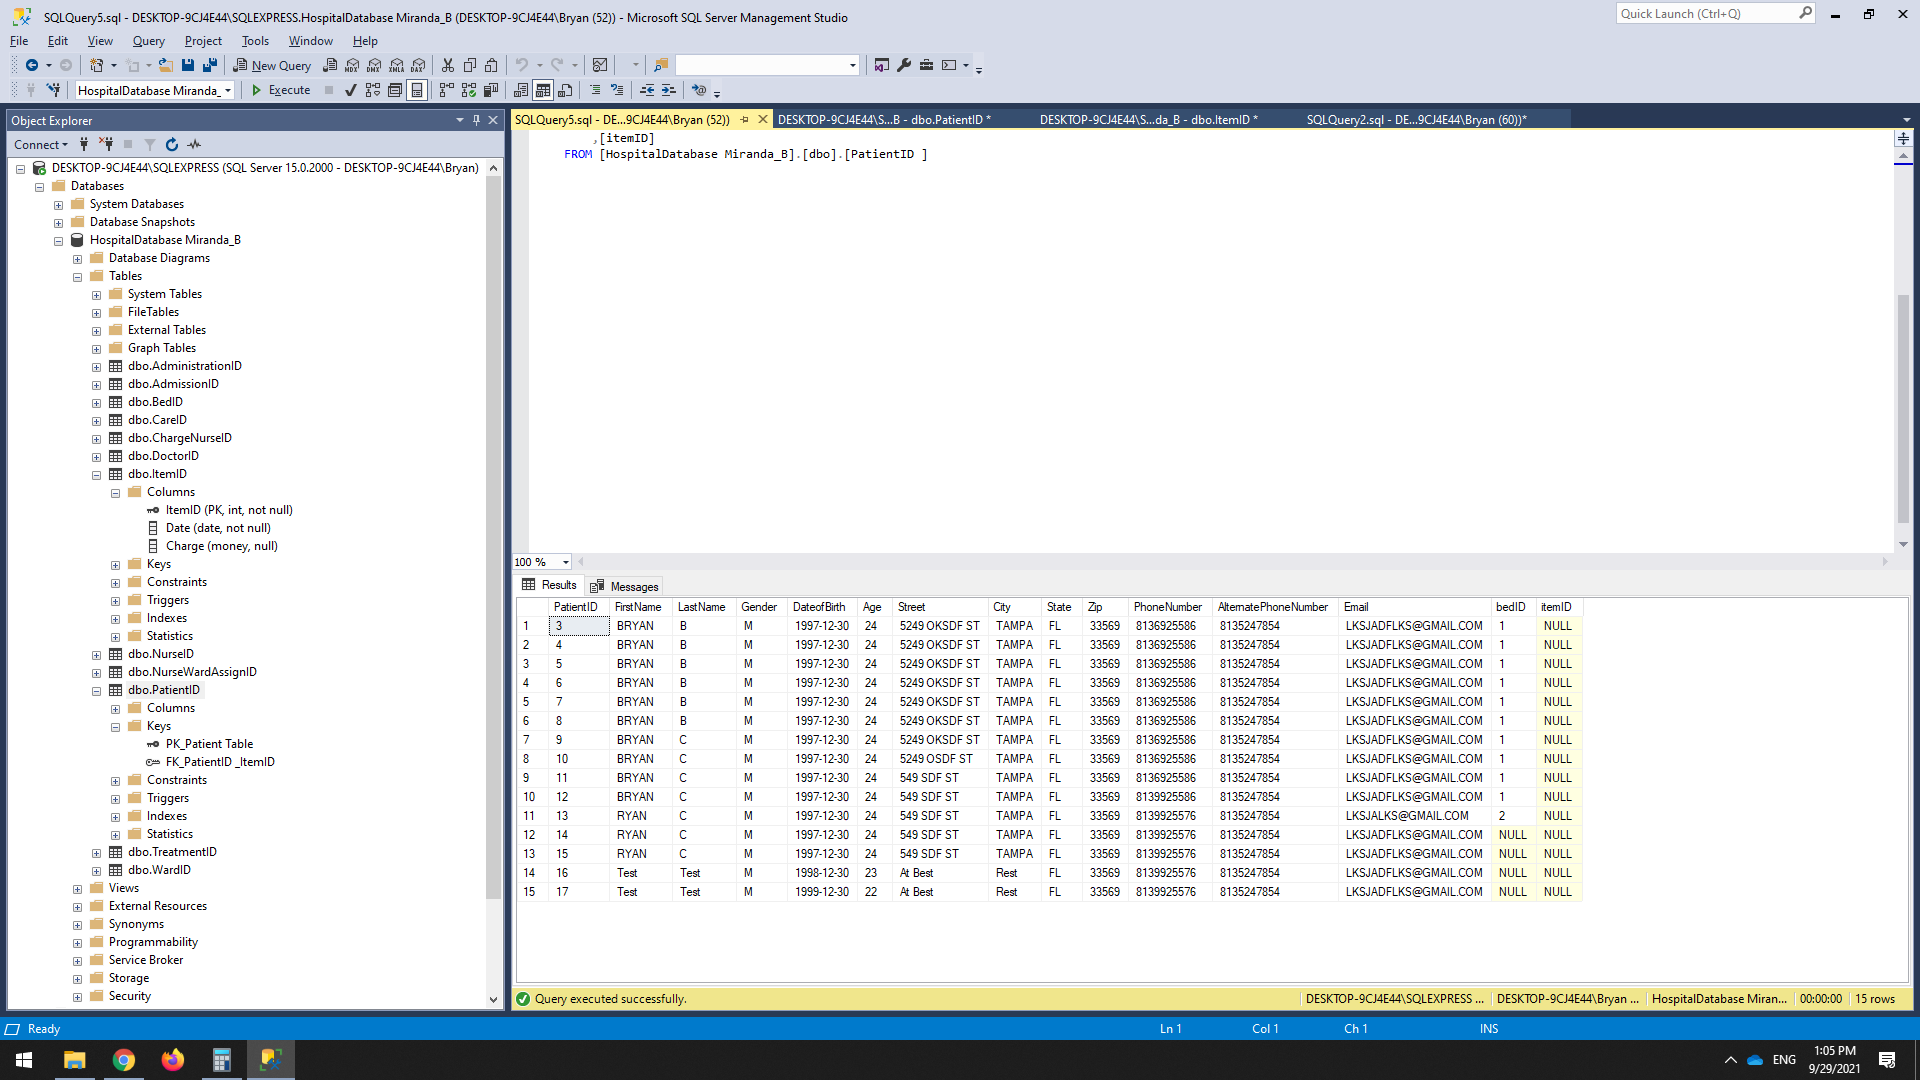 SQLQuery5.sql - DESKTOP-9CJ4E44\SQLEXPRESS.HospitalDatabase Miranda_B (DESKTOP-9CJ4E44\Bryan (52)) - Microsoft SQL Server Management Studio
Quick Launch (Ctrl+Q)
File Edit View Query Project Tools Window Help
New Query
HospitalDatabase Miranda_ Execute
Object Explorer
SQLQuery5.sql - DE...9CJ4E44\Bryan (52)) DESKTOP-9CJ4E44\S...B - dbo.PatientID * DESKTOP-9CJ4E44\S...da_B - dbo.ItemID * SQLQuery2.sql - DE...9CJ4E44\Bryan (60))*
Connect
DESKTOP-9CJ4E44\SQLEXPRESS (SQL Server 15.0.2000 - DESKTOP-9CJ4E44\Bryan)
Databases
System Databases
Database Snapshots
HospitalDatabase Miranda_B
Database Diagrams
Tables
System Tables
FileTables
External Tables
Graph Tables
dbo.AdministrationID
dbo.AdmissionID
dbo.BedID
dbo.CareID
dbo.ChargeNurseID
dbo.DoctorID
dbo.ItemID
Columns
ItemID (PK, int, not null)
Date (date, not null)
Charge (money, null)
Keys
Constraints
Triggers
Indexes
Statistics
dbo.NurseID
dbo.NurseWardAssignID
dbo.PatientID
Columns
Keys
PK_Patient Table
FK_PatientID _ItemID
Constraints
Triggers
Indexes
Statistics
dbo.TreatmentID
dbo.WardID
Views
External Resources
Synonyms
Programmability
Service Broker
Storage
Security
,[itemID]
FROM [HospitalDatabase Miranda_B].[dbo].[PatientID ]
100 %
Results Messages
PatientID FirstName LastName Gender DateofBirth Age Street City State Zip PhoneNumber AlternatePhoneNumber Email bedID itemID
1 3 BRYAN B M 1997-12-30 24 5249 OKSDF ST TAMPA FL 33569 8136925586 8135247854 LKSJADFLKS@GMAIL.COM 1 NULL
2 4 BRYAN B M 1997-12-30 24 5249 OKSDF ST TAMPA FL 33569 8136925586 8135247854 LKSJADFLKS@GMAIL.COM 1 NULL
3 5 BRYAN B M 1997-12-30 24 5249 OKSDF ST TAMPA FL 33569 8136925586 8135247854 LKSJADFLKS@GMAIL.COM 1 NULL
4 6 BRYAN B M 1997-12-30 24 5249 OKSDF ST TAMPA FL 33569 8136925586 8135247854 LKSJADFLKS@GMAIL.COM 1 NULL
5 7 BRYAN B M 1997-12-30 24 5249 OKSDF ST TAMPA FL 33569 8136925586 8135247854 LKSJADFLKS@GMAIL.COM 1 NULL
6 8 BRYAN B M 1997-12-30 24 5249 OKSDF ST TAMPA FL 33569 8136925586 8135247854 LKSJADFLKS@GMAIL.COM 1 NULL
7 9 BRYAN C M 1997-12-30 24 5249 OKSDF ST TAMPA FL 33569 8136925586 8135247854 LKSJADFLKS@GMAIL.COM 1 NULL
8 10 BRYAN C M 1997-12-30 24 5249 OSDF ST TAMPA FL 33569 8136925586 8135247854 LKSJADFLKS@GMAIL.COM 1 NULL
9 11 BRYAN C M 1997-12-30 24 549 SDF ST TAMPA FL 33569 8136925586 8135247854 LKSJADFLKS@GMAIL.COM 1 NULL
10 12 BRYAN C M 1997-12-30 24 549 SDF ST TAMPA FL 33569 8139925586 8135247854 LKSJADFLKS@GMAIL.COM 1 NULL
11 13 RYAN C M 1997-12-30 24 549 SDF ST TAMPA FL 33569 8139925576 8135247854 LKSJALKS@GMAIL.COM 2 NULL
12 14 RYAN C M 1997-12-30 24 549 SDF ST TAMPA FL 33569 8139925576 8135247854 LKSJADFLKS@GMAIL.COM NULL NULL
13 15 RYAN C M 1997-12-30 24 549 SDF ST TAMPA FL 33569 8139925576 8135247854 LKSJADFLKS@GMAIL.COM NULL NULL
14 16 Test Test M 1998-12-30 23 At Best Rest FL 33569 8139925576 8135247854 LKSJADFLKS@GMAIL.COM NULL NULL
15 17 Test Test M 1999-12-30 22 At Best Rest FL 33569 8139925576 8135247854 LKSJADFLKS@GMAIL.COM NULL NULL
Query executed successfully. DESKTOP-9CJ4E44\SQLEXPRESS ... DESKTOP-9CJ4E44\Bryan ... HospitalDatabase Miran... 00:00:00 15 rows
Ready Ln 1 Col 1 Ch 1 INS
ENG 1:05 PM
9/29/2021